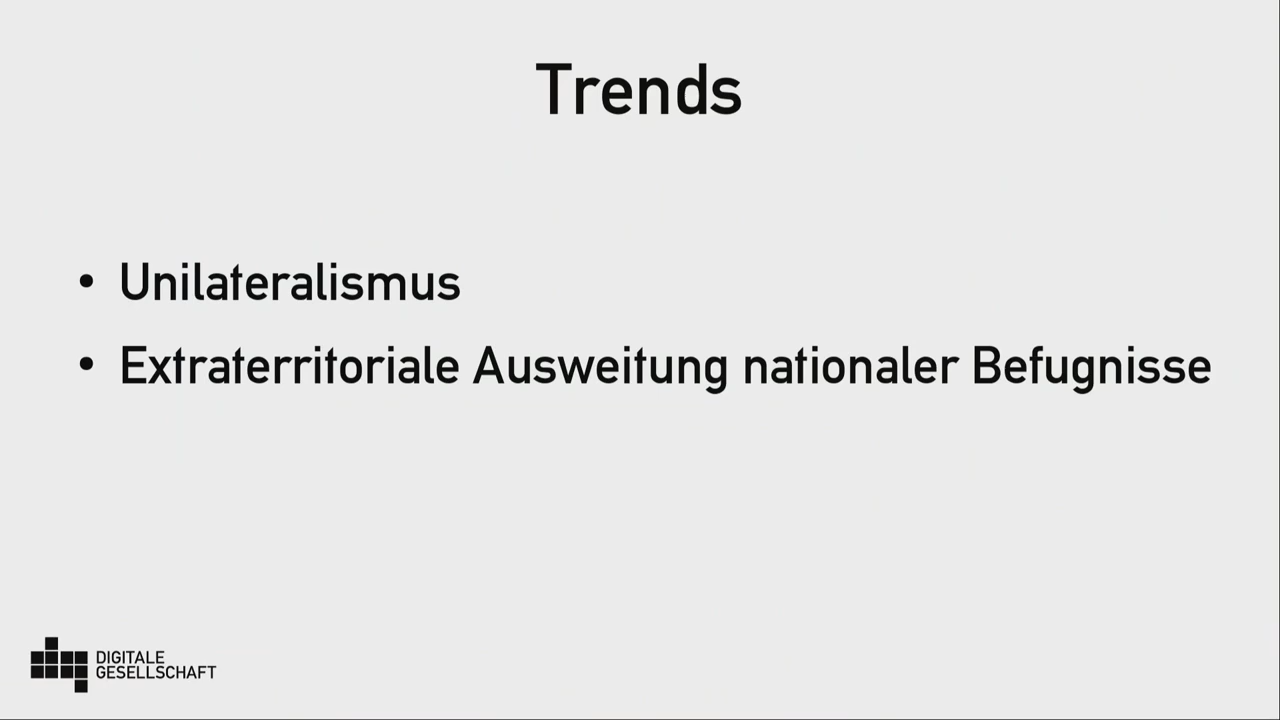 Trends
• Unilateralismus
• Extraterritoriale Ausweitung nationaler Befugnisse
DIGITALE
GESELLSCHAFT